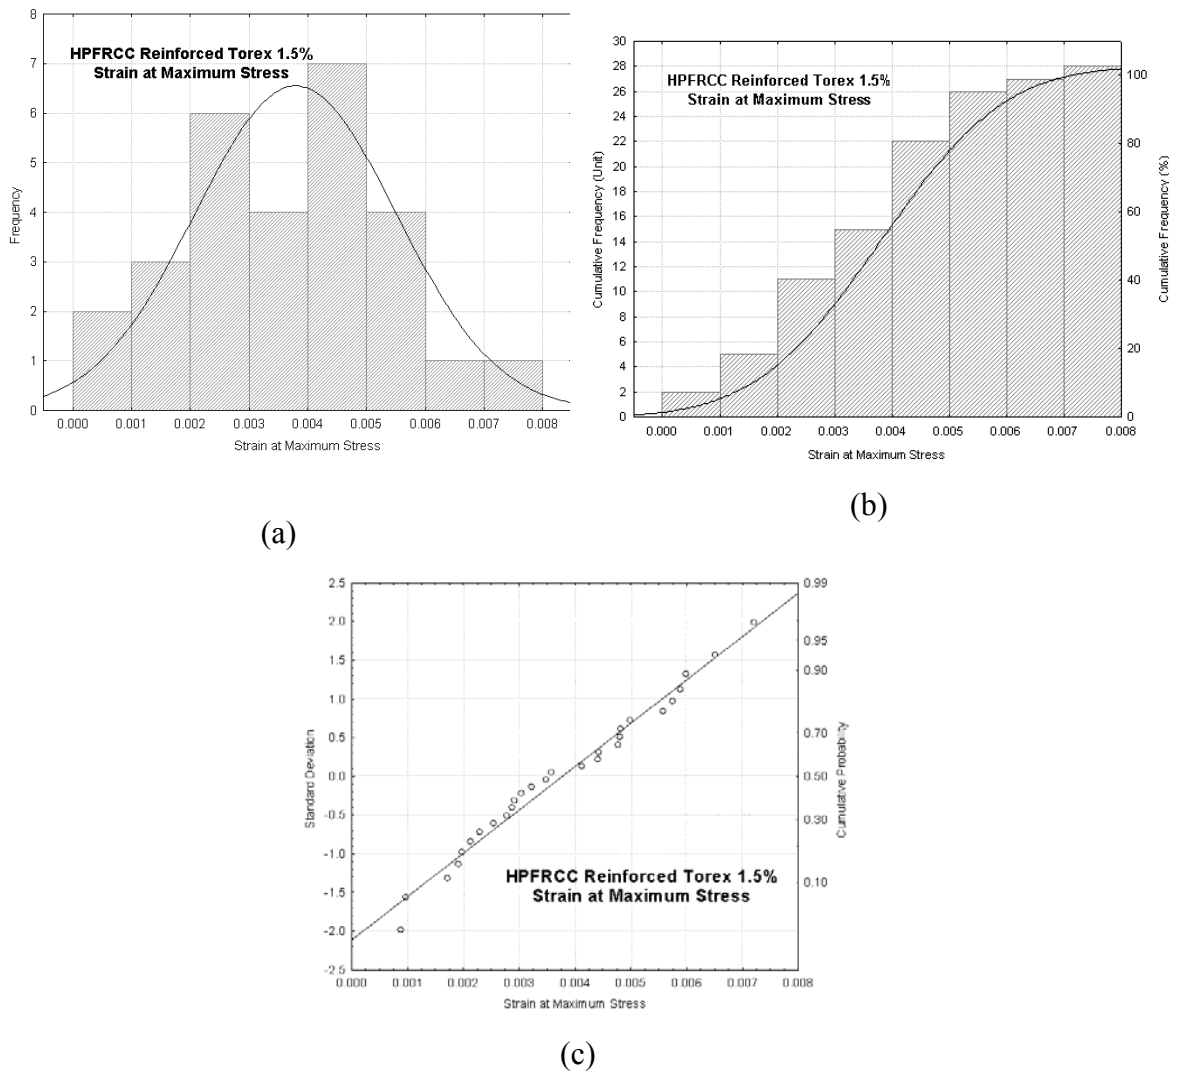 8
7
6
5
4
3
2
1
0
Frequency
HPFRCC Reinforced Torex 1.5%
Strain at Maximum Stress
0.000 0.001 0.002 0.003 0.004 0.005 0.006 0.007 0.008
Strain at Maximum Stress
(a)
30
28
26
24
22
20
18
16
14
12
10
8
6
4
2
0
Cumulative Frequency (Unit)
HPFRCC Reinforced Torex 1.5%
Strain at Maximum Stress
100
80
60
40
20
0
Cumulative Frequency (%)
0.000 0.001 0.002 0.003 0.004 0.005 0.006 0.007 0.008
Strain at Maximum Stress
(b)
2.5
2.0
1.5
1.0
0.5
0.0
-0.5
-1.0
-1.5
-2.0
-2.5
Standard Deviation
0.99
0.95
0.90
0.70
0.50
0.30
0.10
Cumulative Probability
HPFRCC Reinforced Torex 1.5%
Strain at Maximum Stress
0.000 0.001 0.002 0.003 0.004 0.005 0.006 0.007 0.008
Strain at Maximum Stress
(c)